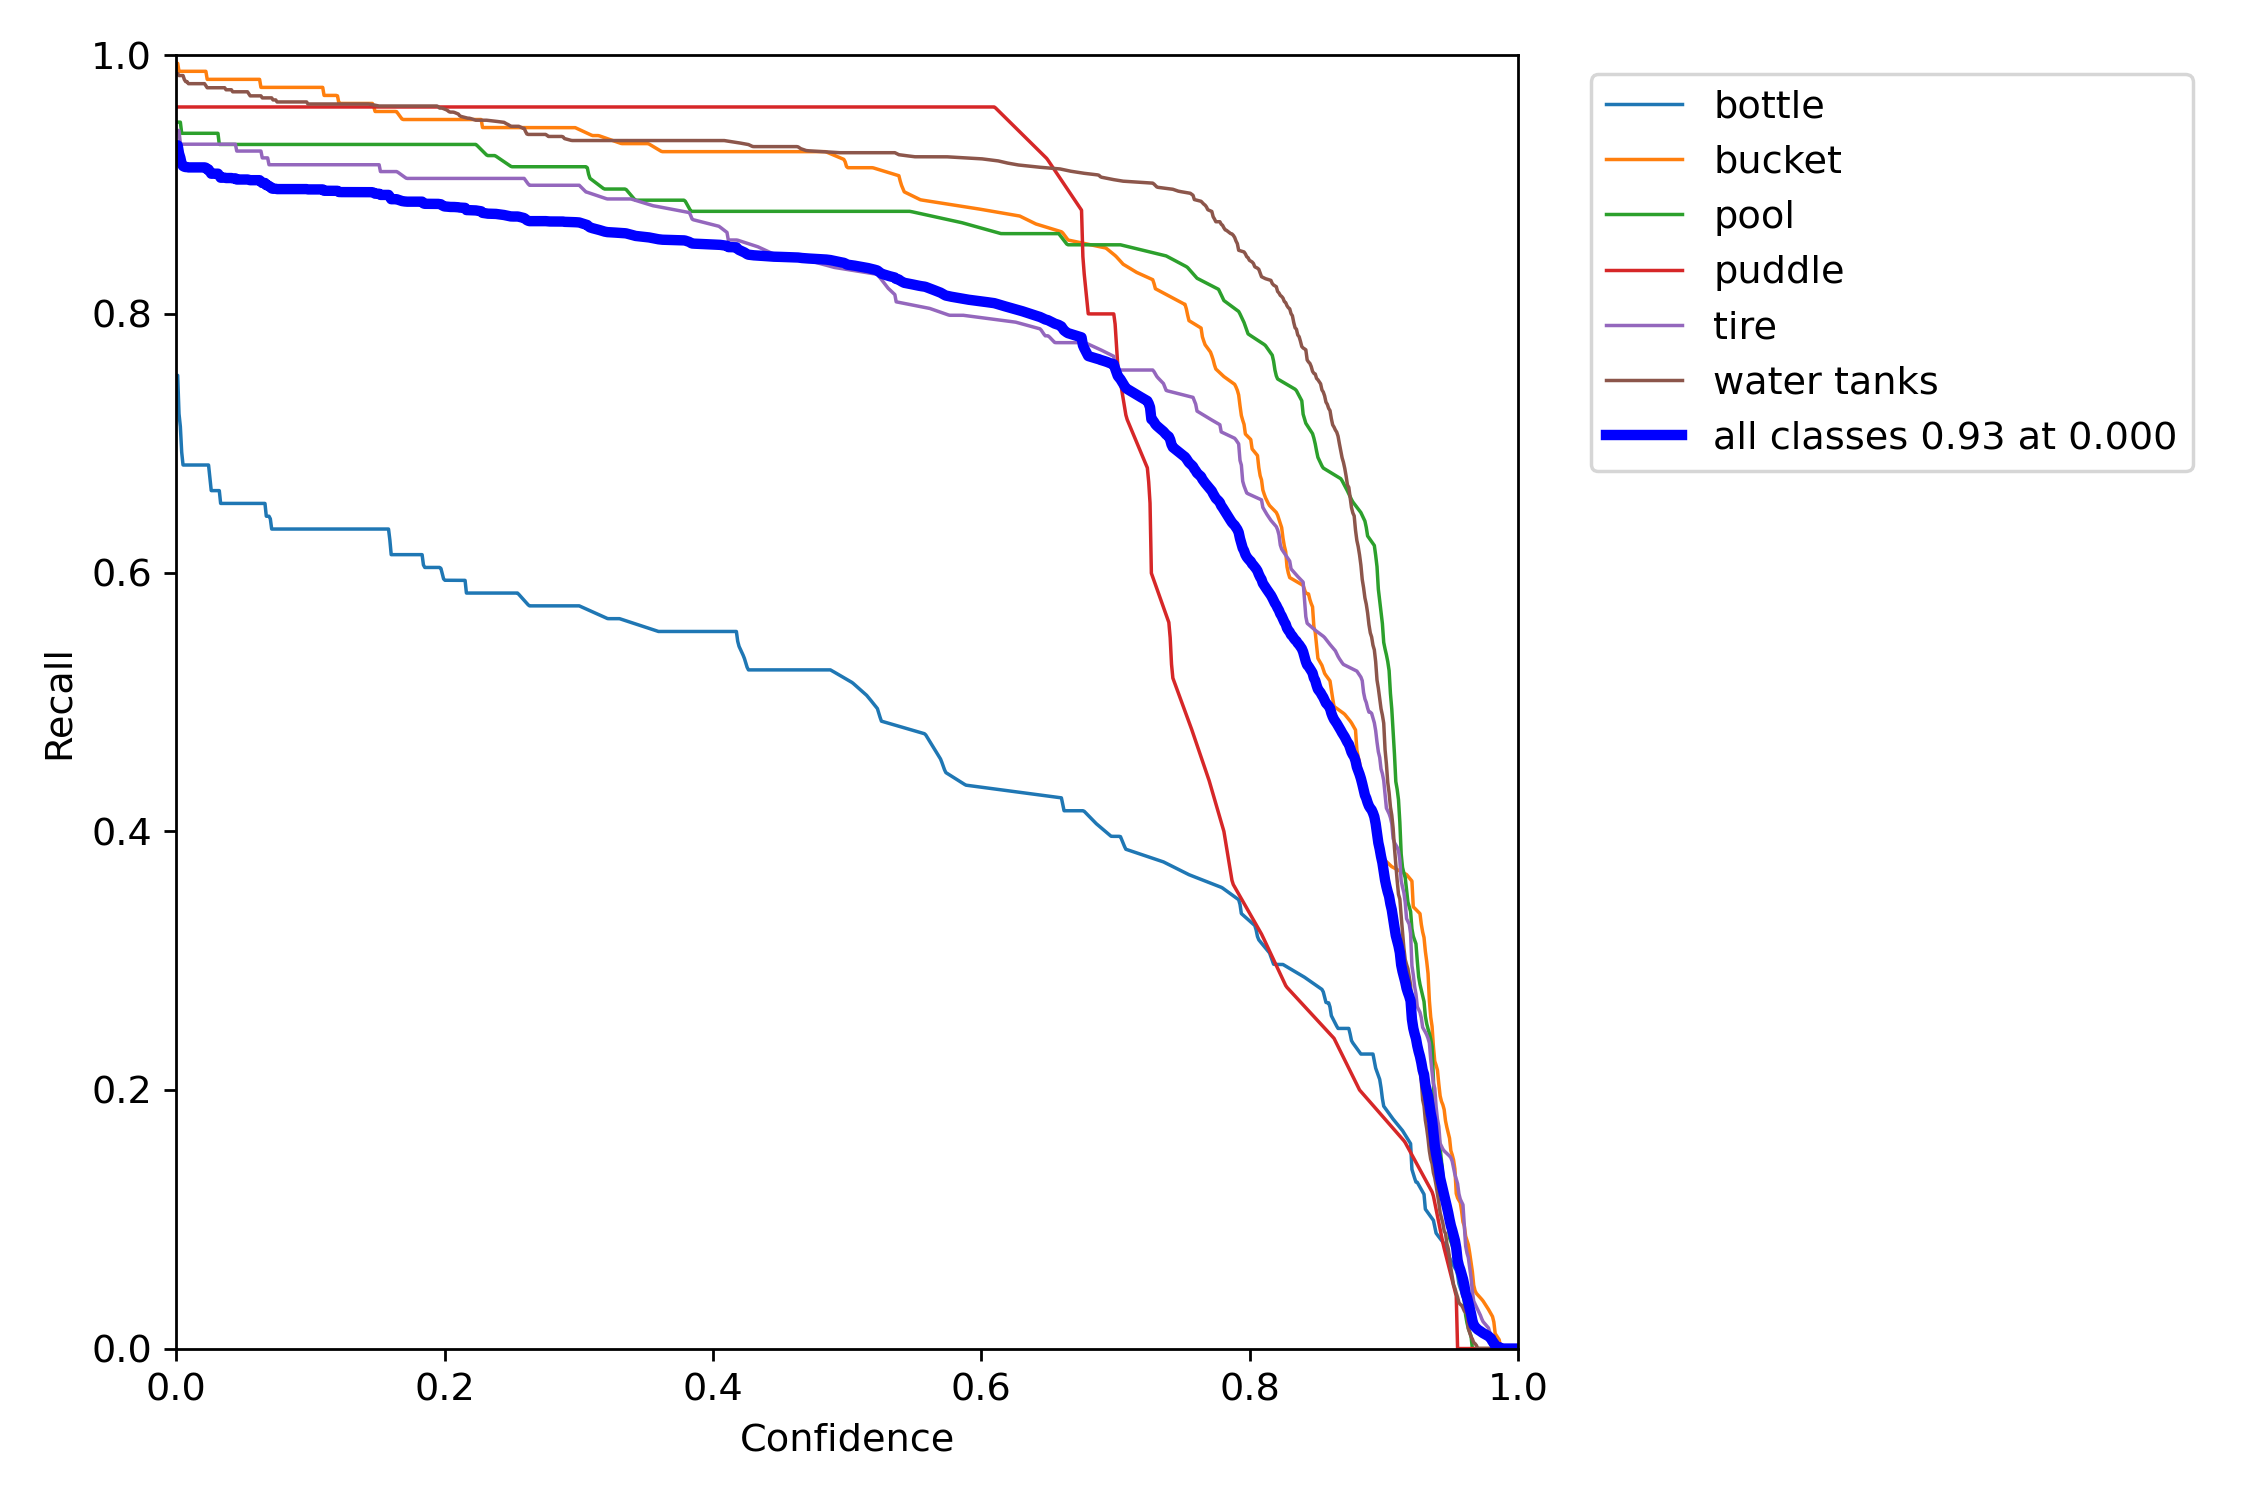 1.0
0.8
0.6
0.4
0.2
0.0
Recall
0.0 0.2 0.4 0.6 0.8 1.0
Confidence
bottle
bucket
pool
puddle
tire
water tanks
all classes 0.93 at 0.000